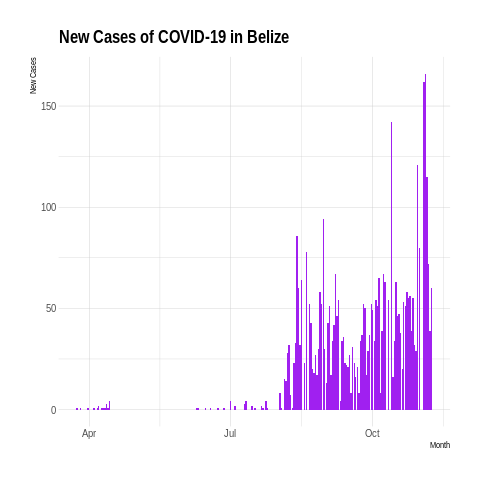 New Cases of COVID-19 in Belize
New Cases
150
100
50
0
Apr
Jul
Oct
Month